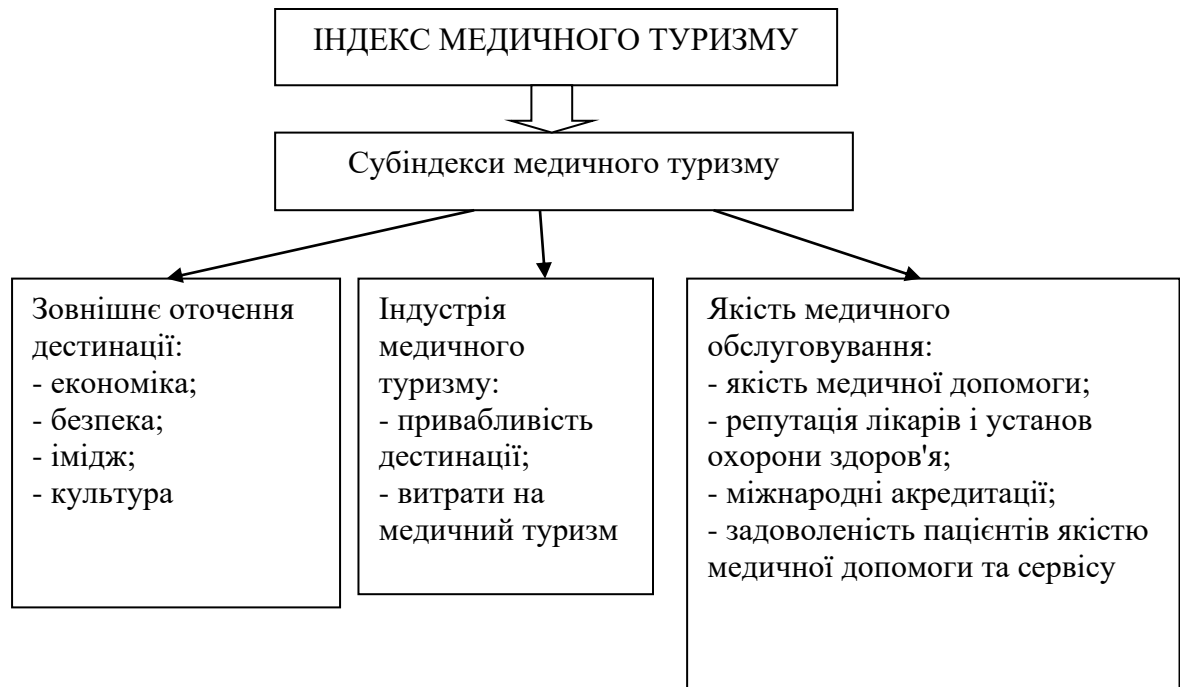 ІНДЕКС МЕДИЧНОГО ТУРИЗМУ
Субіндекси медичного туризму
Зовнішнє оточення
дестинації:
- економіка;
- безпека;
- імідж;
- культура
Індустрія
медичного
туризму:
- привабливість
дестинації;
- витрати на
медичний туризм
Якість медичного
обслуговування:
- якість медичної допомоги;
- репутація лікарів і установ
охорони здоров'я;
- міжнародні акредитації;
- задоволеність пацієнтів якістю
медичної допомоги та сервісу